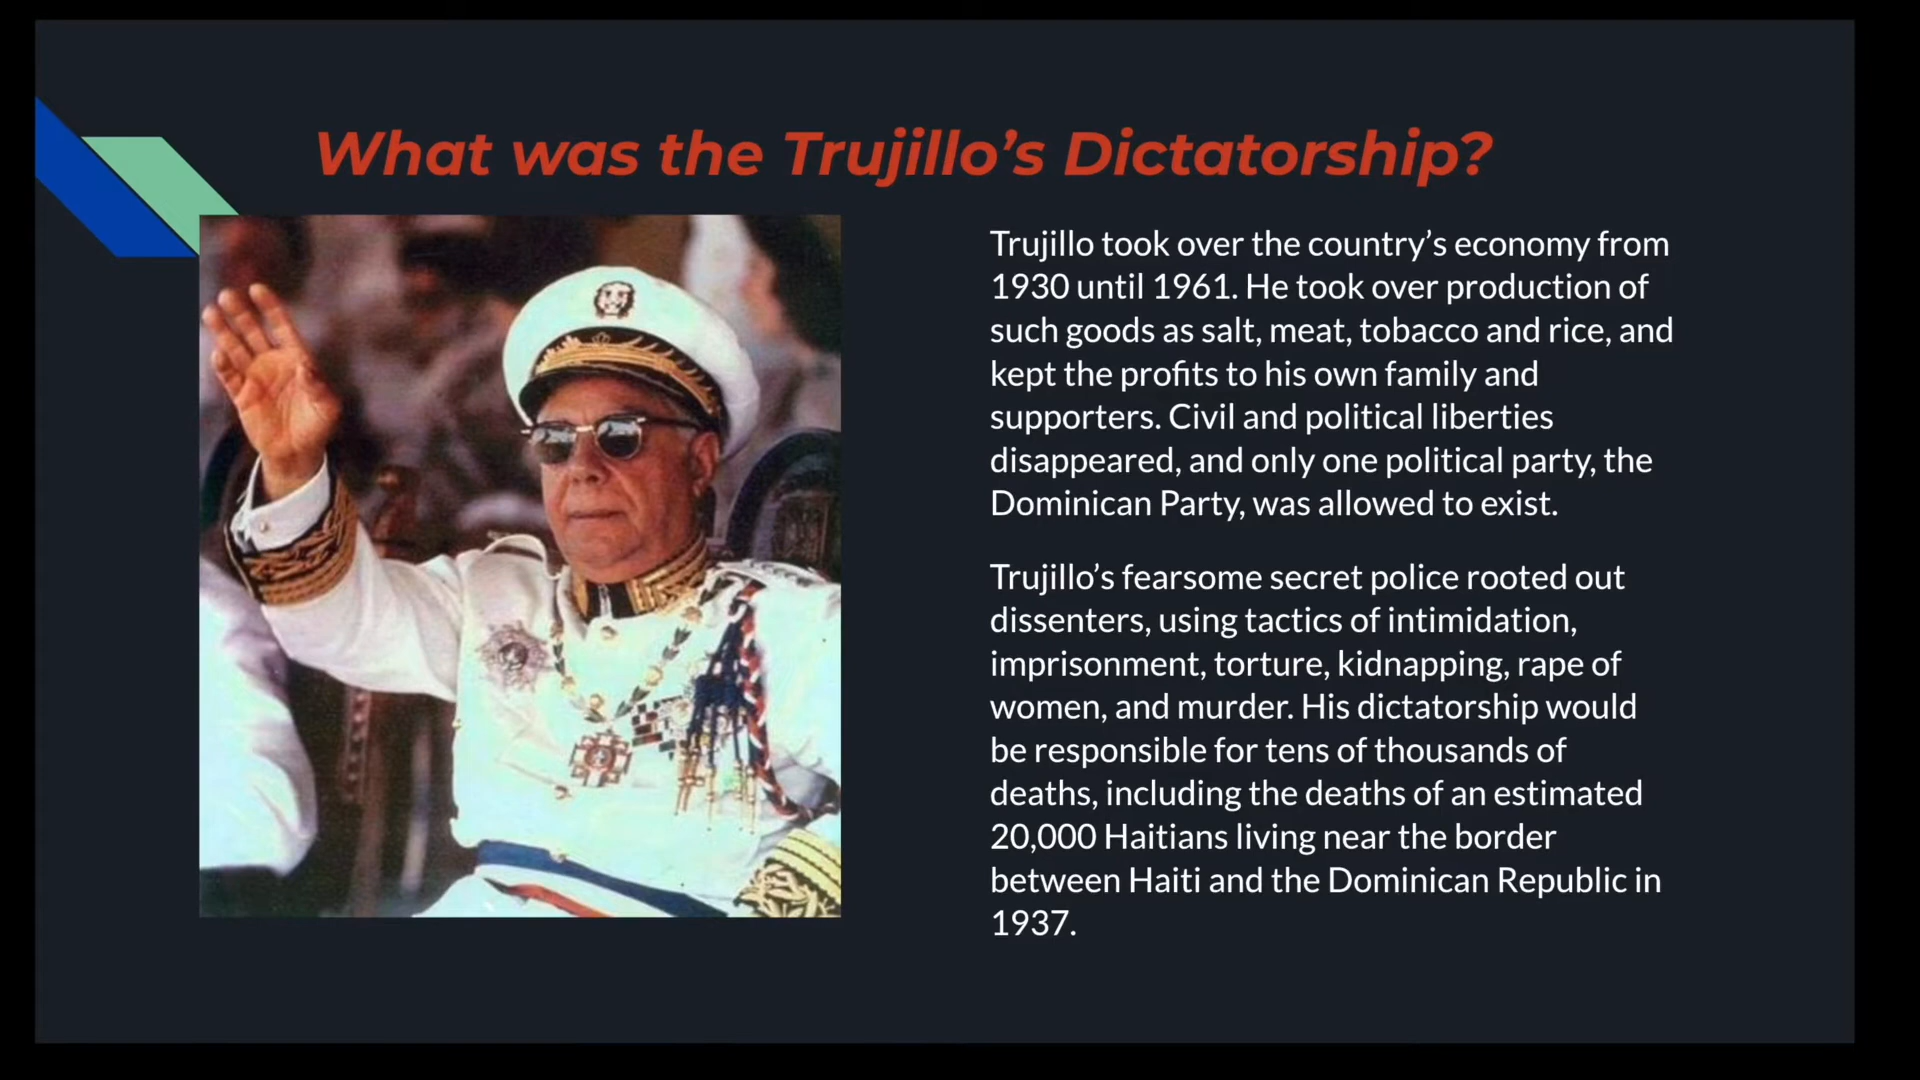 What was the Trujillo’s Dictatorship?
Trujillo took over the country’s economy from
1930 until 1961. He took over production of
such goods as salt, meat, tobacco and rice, and
kept the profits to his own family and
supporters. Civil and political liberties
disappeared, and only one political party, the
Dominican Party, was allowed to exist.
Trujillo’s fearsome secret police rooted out
dissenters, using tactics of intimidation,
imprisonment, torture, kidnapping, rape of
women, and murder. His dictatorship would
be responsible for tens of thousands of
deaths, including the deaths of an estimated
20,000 Haitians living near the border
between Haiti and the Dominican Republic in
1937.